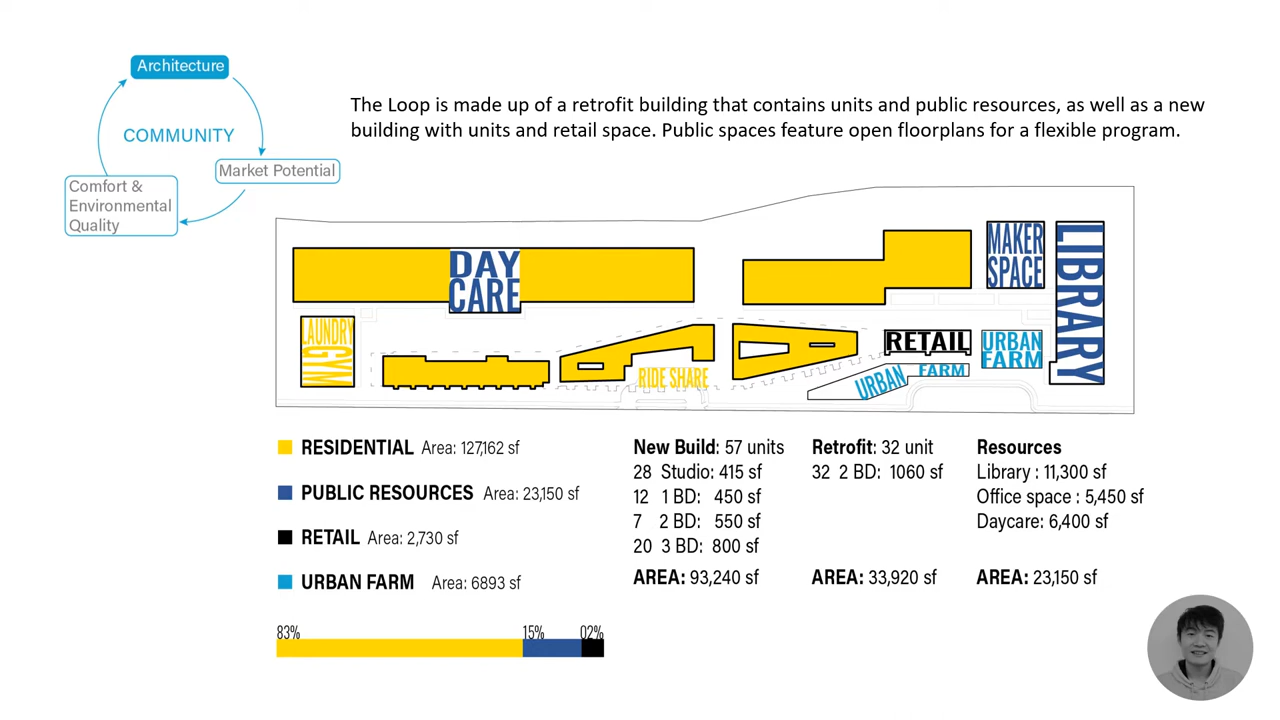 Architecture
COMMUNITY
Market Potential
Comfort &
Environmental
Quality
The Loop is made up of a retrofit building that contains units and public resources, as well as a new
building with units and retail space. Public spaces feature open floorplans for a flexible program.
DAY
CARE
MAKER
SPACE
LIBRARY
LAUNDRY
GYM
RIDE SHARE
RETAIL
URBAN
FARM
URBAN FARM
RESIDENTIAL Area: 127,162 sf
PUBLIC RESOURCES Area: 23,150 sf
RETAIL Area: 2,730 sf
URBAN FARM Area: 6893 sf
83% 15% 02%
New Build: 57 units
28 Studio: 415 sf
12 1 BD: 450 sf
7 2 BD: 550 sf
20 3 BD: 800 sf
AREA: 93,240 sf
Retrofit: 32 unit
32 2 BD: 1060 sf
AREA: 33,920 sf
Resources
Library : 11,300 sf
Office space : 5,450 sf
Daycare: 6,400 sf
AREA: 23,150 sf